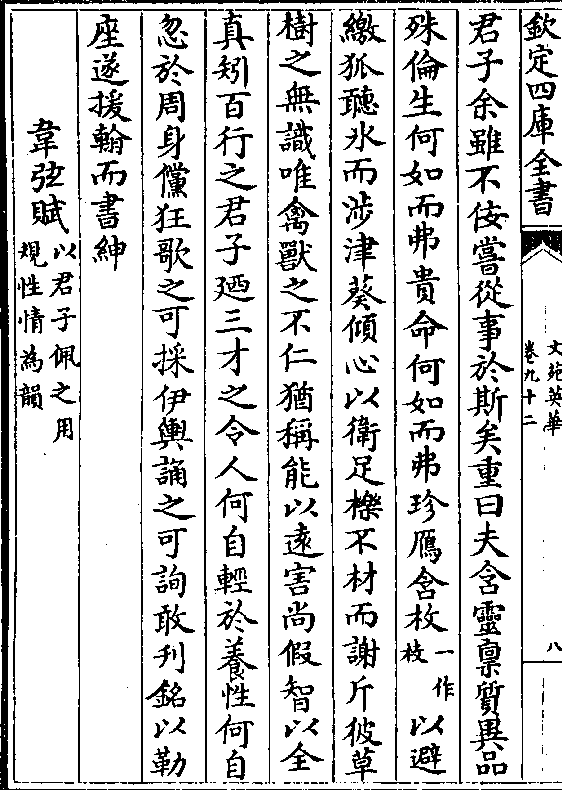 欽定四庫全書
文苑英華
卷九十二
八
君子余雖不佞嘗從事於斯矣重曰夫含靈稟質異品
殊倫生何如而弗貴命何如而弗珍鴈含枚一作枝以避
繳狐聽氷而涉津葵傾心以衛足櫟不材而謝斤彼草
樹之無識唯禽獸之不仁猶稱能以逺害尚假智以全
真矧百行之君子廼三才之令人何自輕於養性何自
忽於周身儻狂歌之可採伊輿誦之可詢敢刋銘以勒
座遂援翰而書紳
韋弦賦以君子佩之用規性情為韻